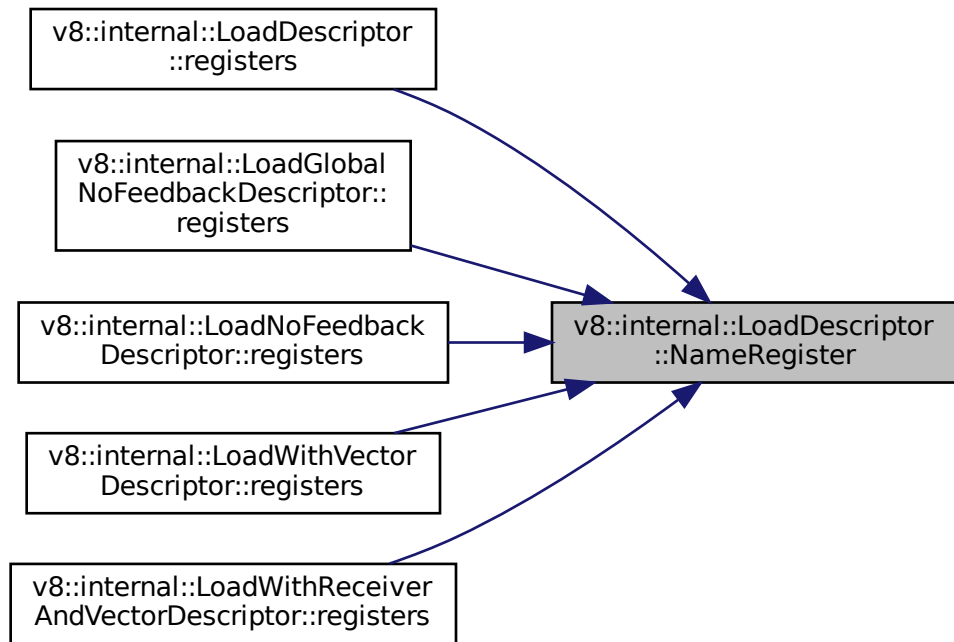 v8::internal::LoadDescriptor
::registers
v8::internal::LoadGlobal
NoFeedbackDescriptor::
registers
v8::internal::LoadNoFeedback
Descriptor::registers
v8::internal::LoadDescriptor
::NameRegister
v8::internal::LoadWithVector
Descriptor::registers
v8::internal::LoadWithReceiver
AndVectorDescriptor::registers